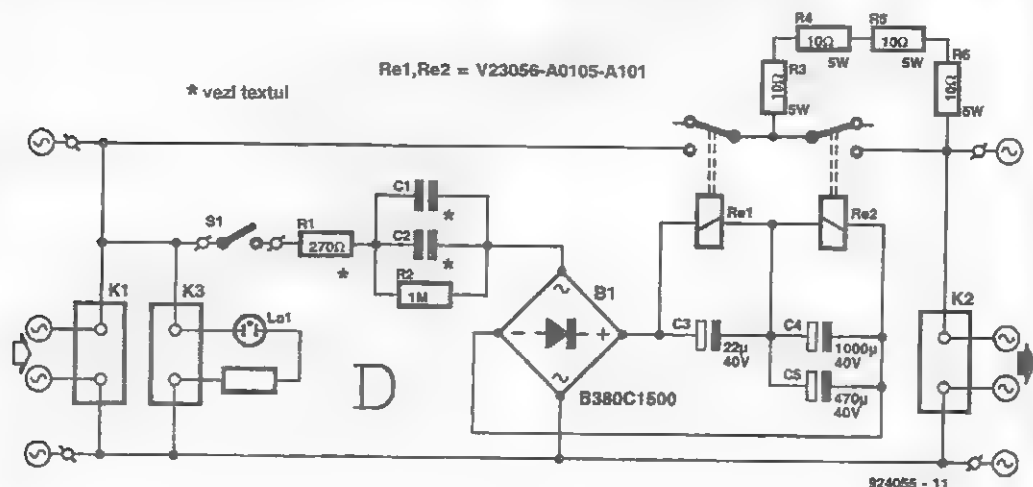 Re1,Re2 = V23056-A0105-A101
* vezi textul
R4
10Ω
5W
R5
10Ω
5W
R6
10Ω
5W
R3
10Ω
5W
S1
R1
270Ω
*
C1
*
C2
*
R2
1M
Re1
Re2
K1
K3
La1
B1
B380C1500
C3
22µ
40V
C4
1000µ
40V
C5
470µ
40V
K2
D
924055 - 11